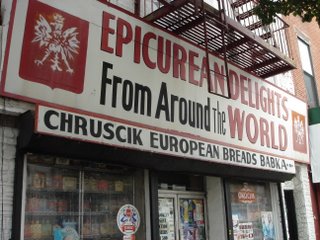 EPICUREAN DELIGHTS
From Around The WORLD
CHRUSCIK EUROPEAN BREADS BABKA